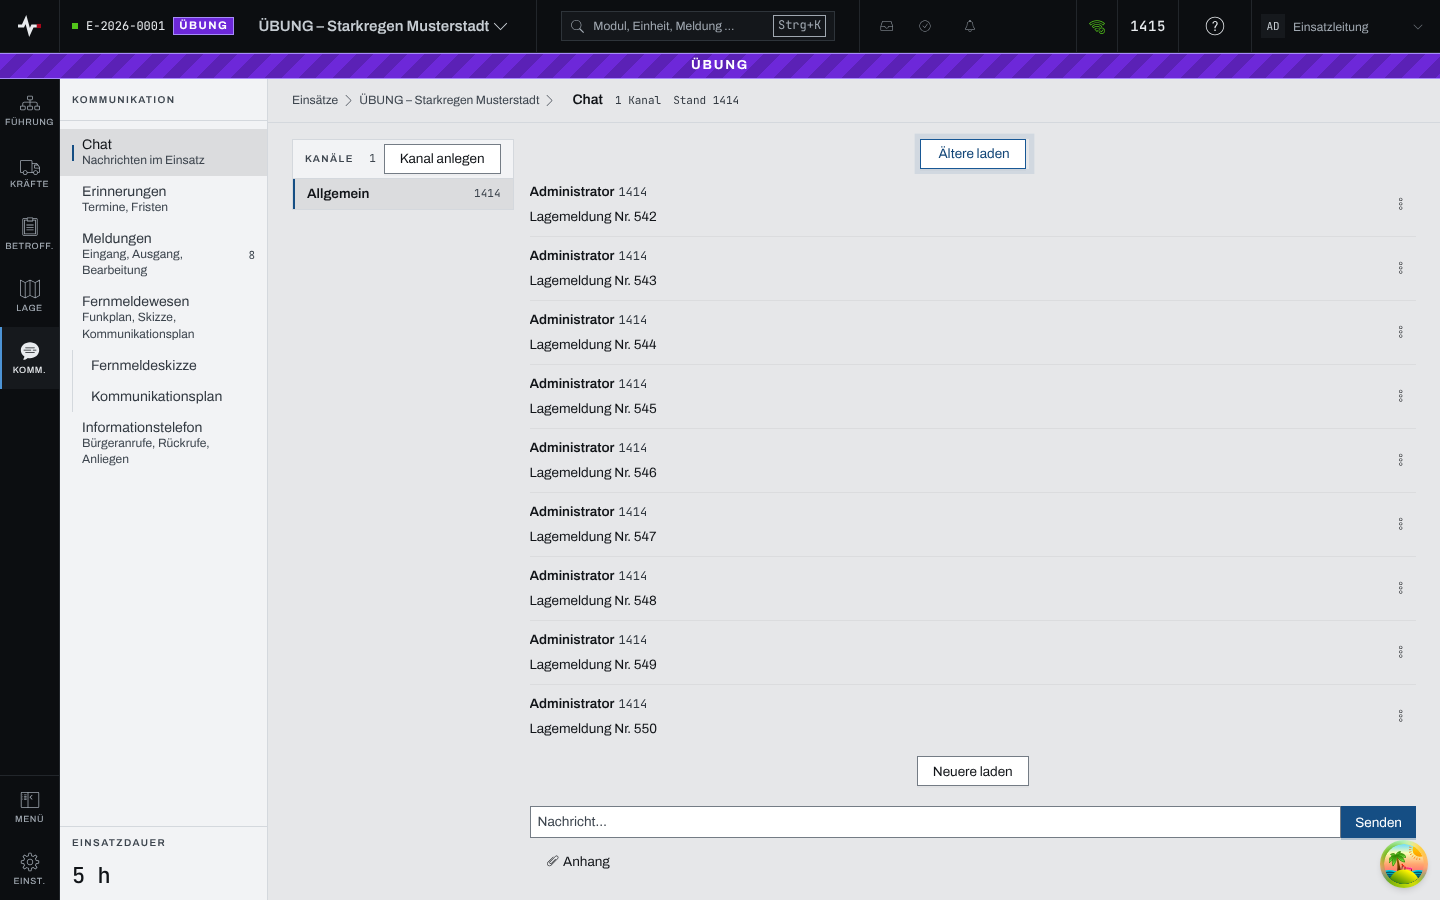 E-2026-0001 ÜBUNG ÜBUNG – Starkregen Musterstadt Modul, Einheit, Meldung ... Strg+K 1415 AD Einsatzleitung
ÜBUNG
FÜHRUNG
KRÄFTE
BETROFF.
LAGE
KOMM.
MENÜ
EINST.
KOMMUNIKATION
Chat
Nachrichten im Einsatz
Erinnerungen
Termine, Fristen
Meldungen
Eingang, Ausgang,
Bearbeitung
8
Fernmeldewesen
Funkplan, Skizze,
Kommunikationsplan
Fernmeldeskizze
Kommunikationsplan
Informationstelefon
Bürgeranrufe, Rückrufe,
Anliegen
EINSATZDAUER
5 h
Einsätze ÜBUNG – Starkregen Musterstadt Chat 1 Kanal Stand 1414
KANÄLE 1 Kanal anlegen
Allgemein 1414
Ältere laden
Administrator 1414
Lagemeldung Nr. 542
Administrator 1414
Lagemeldung Nr. 543
Administrator 1414
Lagemeldung Nr. 544
Administrator 1414
Lagemeldung Nr. 545
Administrator 1414
Lagemeldung Nr. 546
Administrator 1414
Lagemeldung Nr. 547
Administrator 1414
Lagemeldung Nr. 548
Administrator 1414
Lagemeldung Nr. 549
Administrator 1414
Lagemeldung Nr. 550
Neuere laden
Nachricht... Senden
Anhang